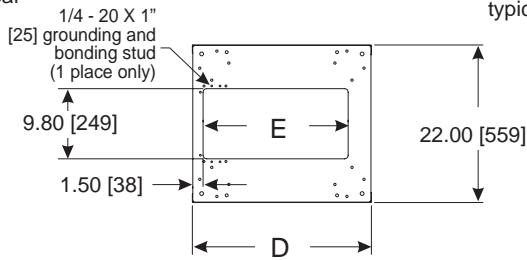 typic
1/4 - 20 X 1”
[25] grounding and
bonding stud
(1 place only)
9.80 [249]
E
22.00 [559]
1.50 [38]
D